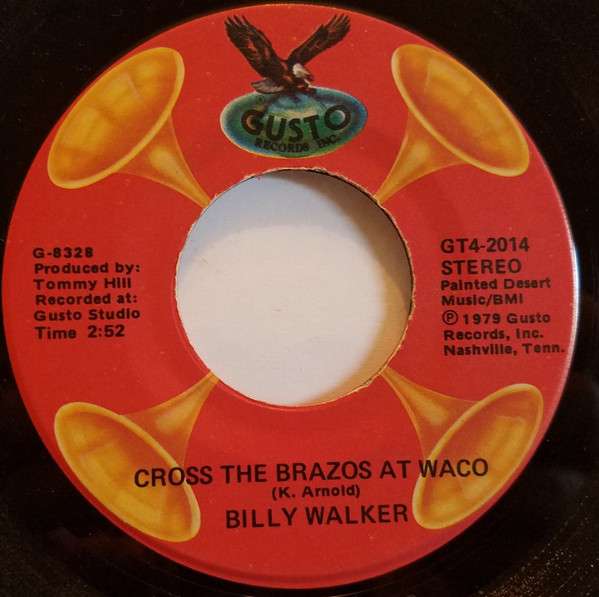 GUSTO
RECORDS INC.
G-8328
Produced by:
Tommy Hill
Recorded at:
Gusto Studio
Time 2:52
GT4-2014
STEREO
Painted Desert
Music/BMI
Ⓟ 1979 Gusto
Records, Inc.
Nashville, Tenn.
CROSS THE BRAZOS AT WACO
(K. Arnold)
BILLY WALKER